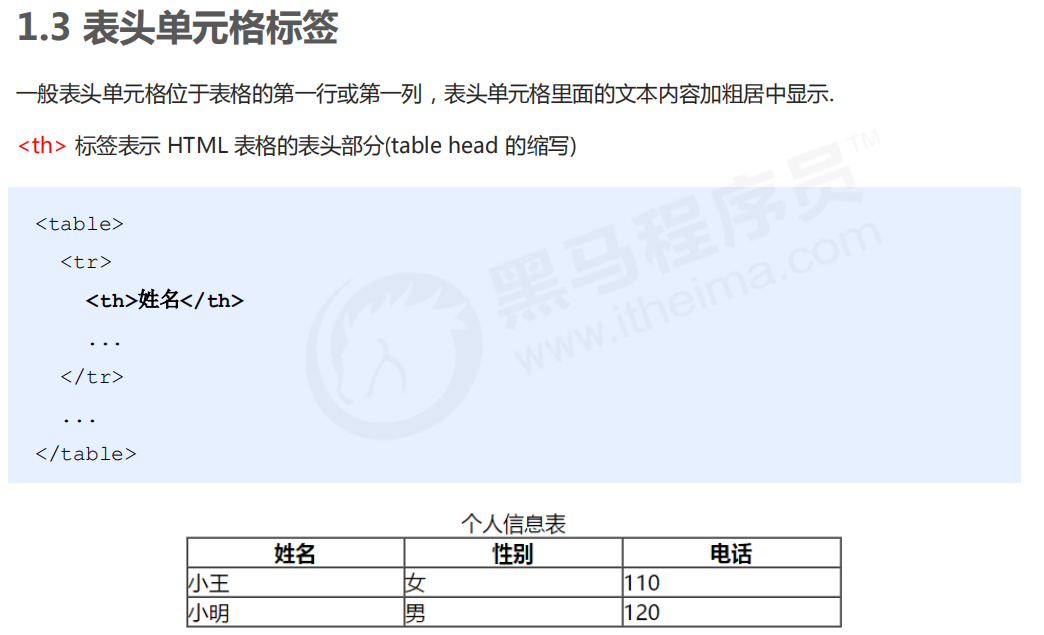 1.3 表头单元格标签
一般表头单元格位于表格的第一行或第一列，表头单元格里面的文本内容加粗居中显示.
<th> 标签表示 HTML 表格的表头部分(table head 的缩写)
黑马程序员™
www.itheima.com
<table>
<tr>
<th>姓名</th>
...
</tr>
...
</table>
个人信息表
姓名 性别 电话
小王 女 110
小明 男 120